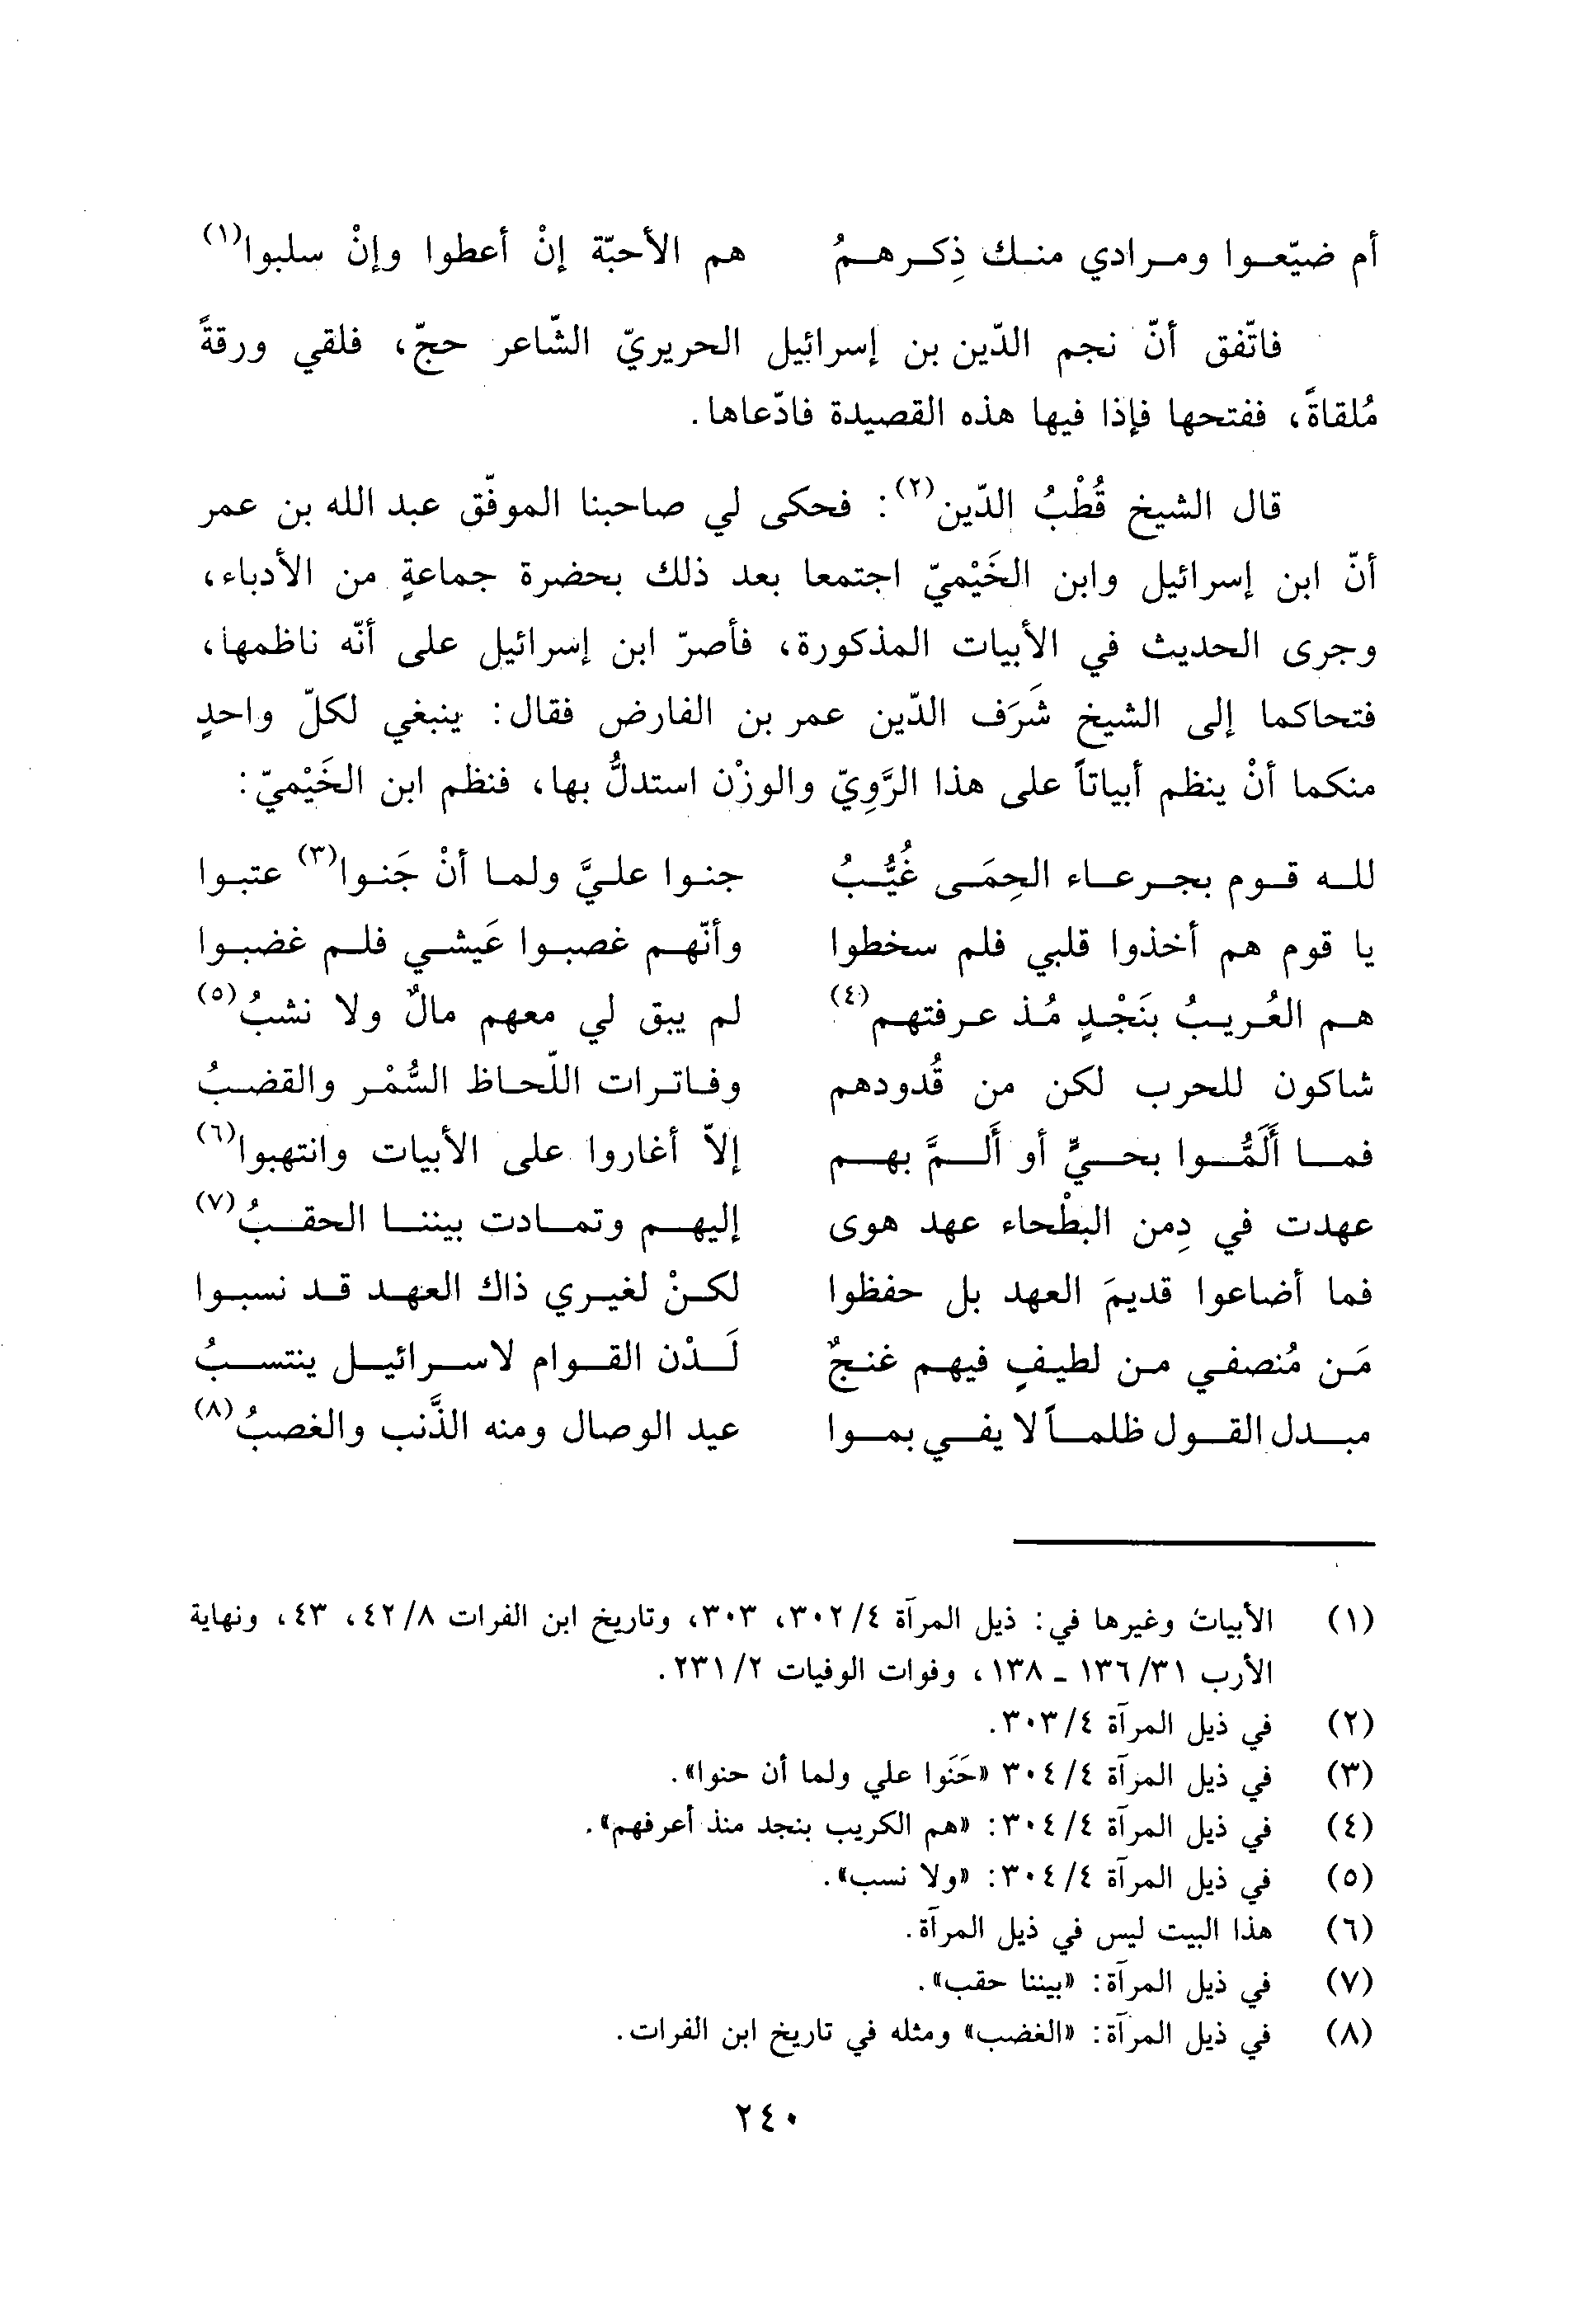 أم ضيّعوا ومرادي منك ذِكرهمُ هم الأحبّة إنْ أعطوا وإنْ سلبوا(١)
فاتّفق أنّ نجم الدّين بن إسرائيل الحريريّ الشّاعر حجّ، فلقي ورقةً
مُلقاةً، ففتحها فإذا فيها هذه القصيدة فادّعاها.
قال الشيخ قُطْبُ الدّين(٢): فحكى لي صاحبنا الموفّق عبد الله بن عمر
أنّ ابن إسرائيل وابن الخَيْميّ اجتمعا بعد ذلك بحضرة جماعةٍ من الأدباء،
وجرى الحديث في الأبيات المذكورة، فأصرّ ابن إسرائيل على أنّه ناظمها،
فتحاكما إلى الشيخ شَرَف الدّين عمر بن الفارض فقال: ينبغي لكلّ واحدٍ
منكما أنْ ينظم أبياتاً على هذا الرَّوِيّ والوزْن استدلُّ بها، فنظم ابن الخَيْميّ:
لله قوم بجرعاء الحِمَى غُيُّبُ جنوا عليَّ ولما أنْ جَنوا(٣) عتبوا
يا قوم هم أخذوا قلبي فلم سخطوا وأنّهم غصبوا عَيشي فلم غضبوا
هم العُريبُ بنَجْدٍ مُذ عرفتهم(٤) لم يبق لي معهم مالٌ ولا نشبُ(٥)
شاكون للحرب لكن من قُدودهم وفاترات اللّحاظ السُّمْر والقضبُ
فما أَلَمُّوا بحيٍّ أو أَلمَّ بهم إلاّ أغاروا على الأبيات وانتهبوا(٦)
عهدت في دِمن البطْحاء عهد هوى إليهم وتمادت بيننا الحقبُ(٧)
فما أضاعوا قديمَ العهد بل حفظوا لكنْ لغيري ذاك العهد قد نسبوا
مَن مُنصفي من لطيفٍ فيهم غنجٌ لَدْن القوام لاسرائيل ينتسبُ
مبدل القول ظلماً لا يفي بموا عيد الوصال ومنه الذَّنب والغصبُ(٨)
(١) الأبيات وغيرها في: ذيل المرآة ٣٠٢/٤، ٣٠٣، وتاريخ ابن الفرات ٤٢/٨، ٤٣، ونهاية
الأرب ١٣٦/٣١ ـ ١٣٨، وفوات الوفيات ٢٣١/٢.
(٢) في ذيل المرآة ٣٠٣/٤.
(٣) في ذيل المرآة ٣٠٤/٤ «حَنَوا علي ولما أن حنوا».
(٤) في ذيل المرآة ٣٠٤/٤: «هم الكريب بنجد منذ أعرفهم».
(٥) في ذيل المرآة ٣٠٤/٤: «ولا نسب».
(٦) هذا البيت ليس في ذيل المرآة.
(٧) في ذيل المرآة: «بيننا حقب».
(٨) في ذيل المرآة: «الغضب» ومثله في تاريخ ابن الفرات.
٢٤٠